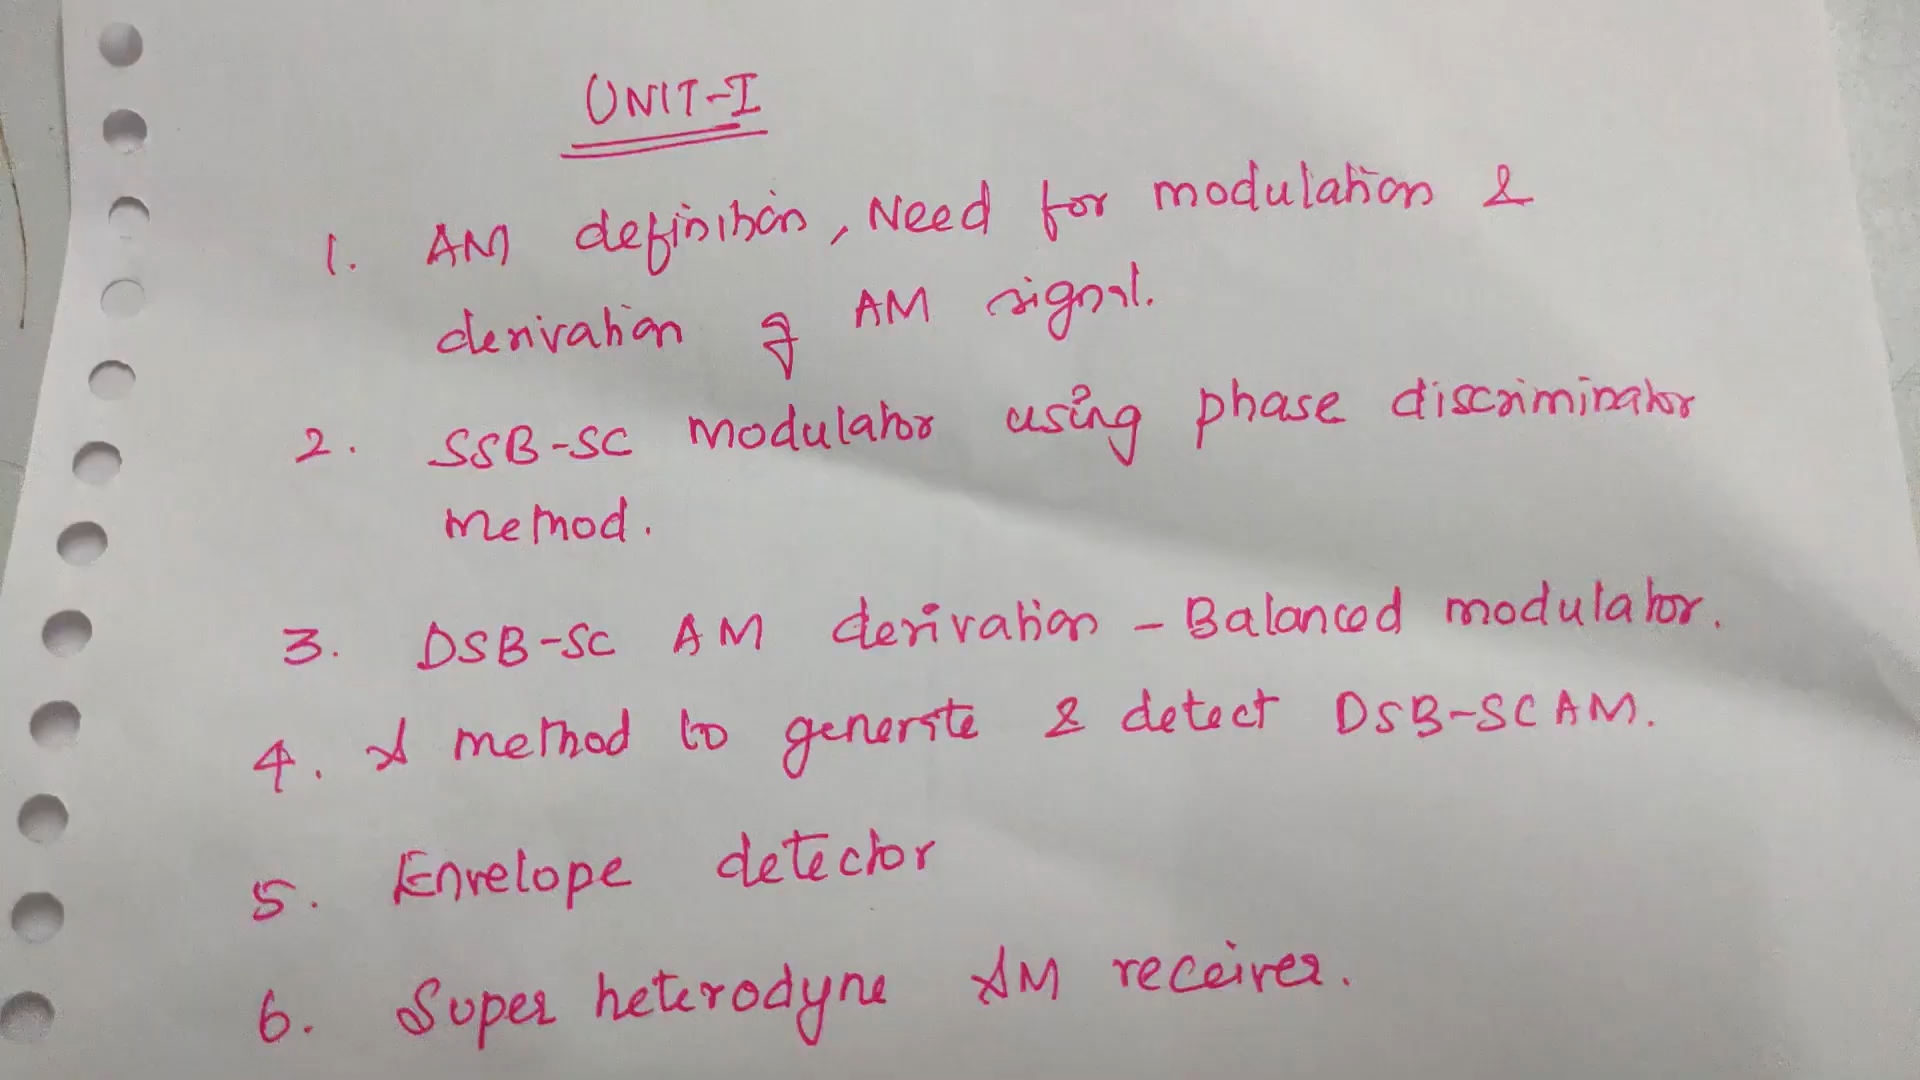 UNIT-I
1. AM definition, Need for modulation &
derivation of AM signal.
2. SSB-SC modulator using phase discriminator
method.
3. DSB-SC AM derivation - Balanced modulator.
4. A method to generate & detect DSB-SC AM.
5. Envelope detector
6. Super heterodyne AM receiver.